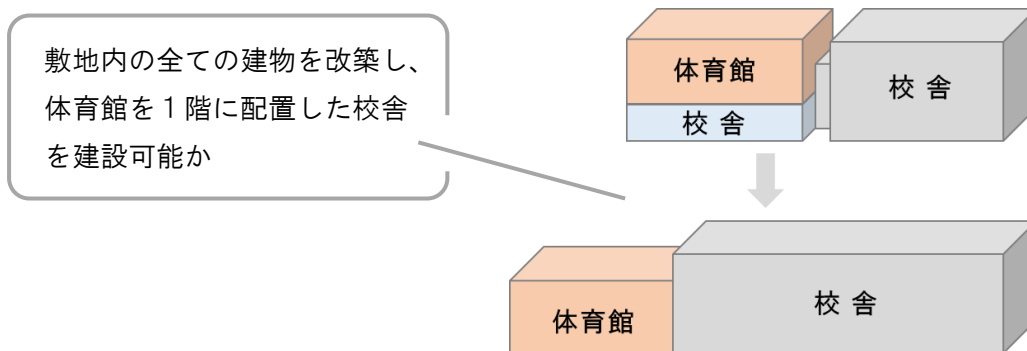 敷地内の全ての建物を改築し、
体育館を１階に配置した校舎
を建設可能か
体育館
校 舎
校 舎
体育館
校 舎